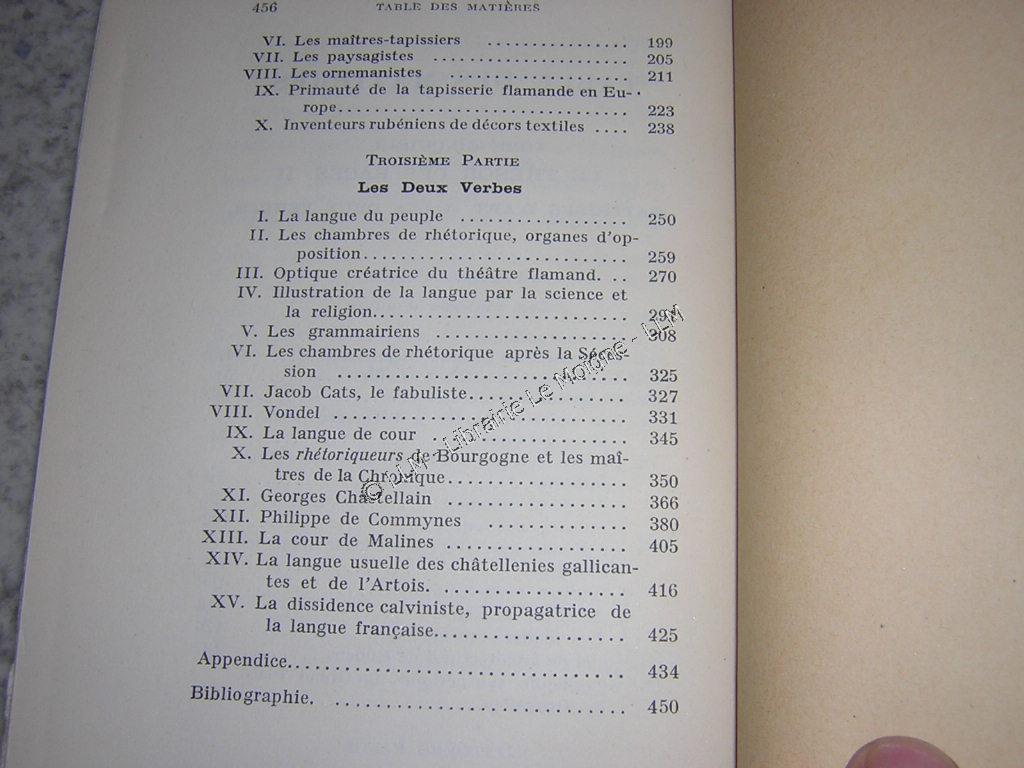 456 TABLE DES MATIÈRES
VI. Les maîtres-tapissiers ................ 199
VII. Les paysagistes ...................... 205
VIII. Les ornemanistes .................... 211
IX. Primauté de la tapisserie flamande en Eu-
rope................................ 223
X. Inventeurs rubéniens de décors textiles .... 238
TROISIÈME PARTIE
Les Deux Verbes
I. La langue du peuple .................. 250
II. Les chambres de rhétorique, organes d'op-
position............................ 259
III. Optique créatrice du théâtre flamand. .. 270
IV. Illustration de la langue par la science et
la religion..........................
V. Les grammairiens .................. 308
VI. Les chambres de rhétorique après la Séces-
sion ............................ 325
VII. Jacob Cats, le fabuliste................ 327
VIII. Vondel ............................ 331
IX. La langue de cour .................. 345
X. Les rhétoriqueurs de Bourgogne et les maî-
tres de la Chronique.................. 350
XI. Georges Chastellain .................. 366
XII. Philippe de Commynes .............. 380
XIII. La cour de Malines .................. 405
XIV. La langue usuelle des châtellenies gallican-
tes et de l'Artois. .................. 416
XV. La dissidence calviniste, propagatrice de
la langue française.................. 425
Appendice.................................. 434
Bibliographie. ............................ 450
© LLM - Librairie Le Moigne - LLM